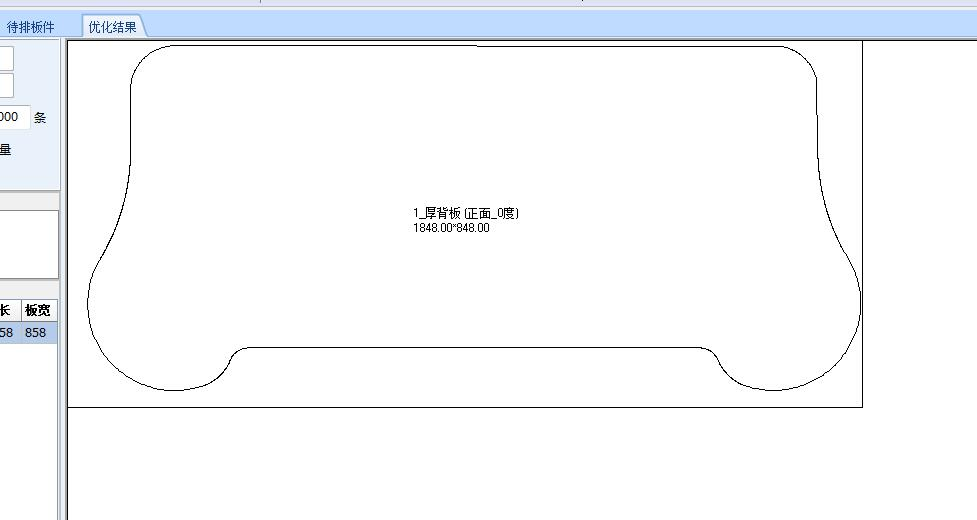 待排板件 优化结果
000 条
量
1_厚背板 (正面_0度)
1848.00*848.00
长 板宽
58 858